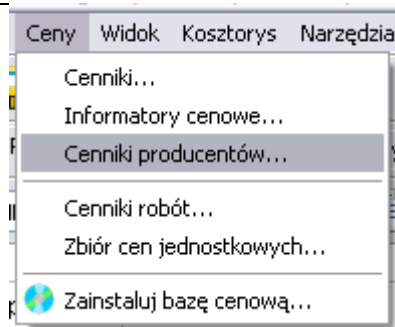 Ceny Widok Kosztorys Narzędzia
Cenniki...
Informatory cenowe...
Cenniki producentów...
Cenniki robót...
Zbiór cen jednostkowych...
Zainstaluj bazę cenową...